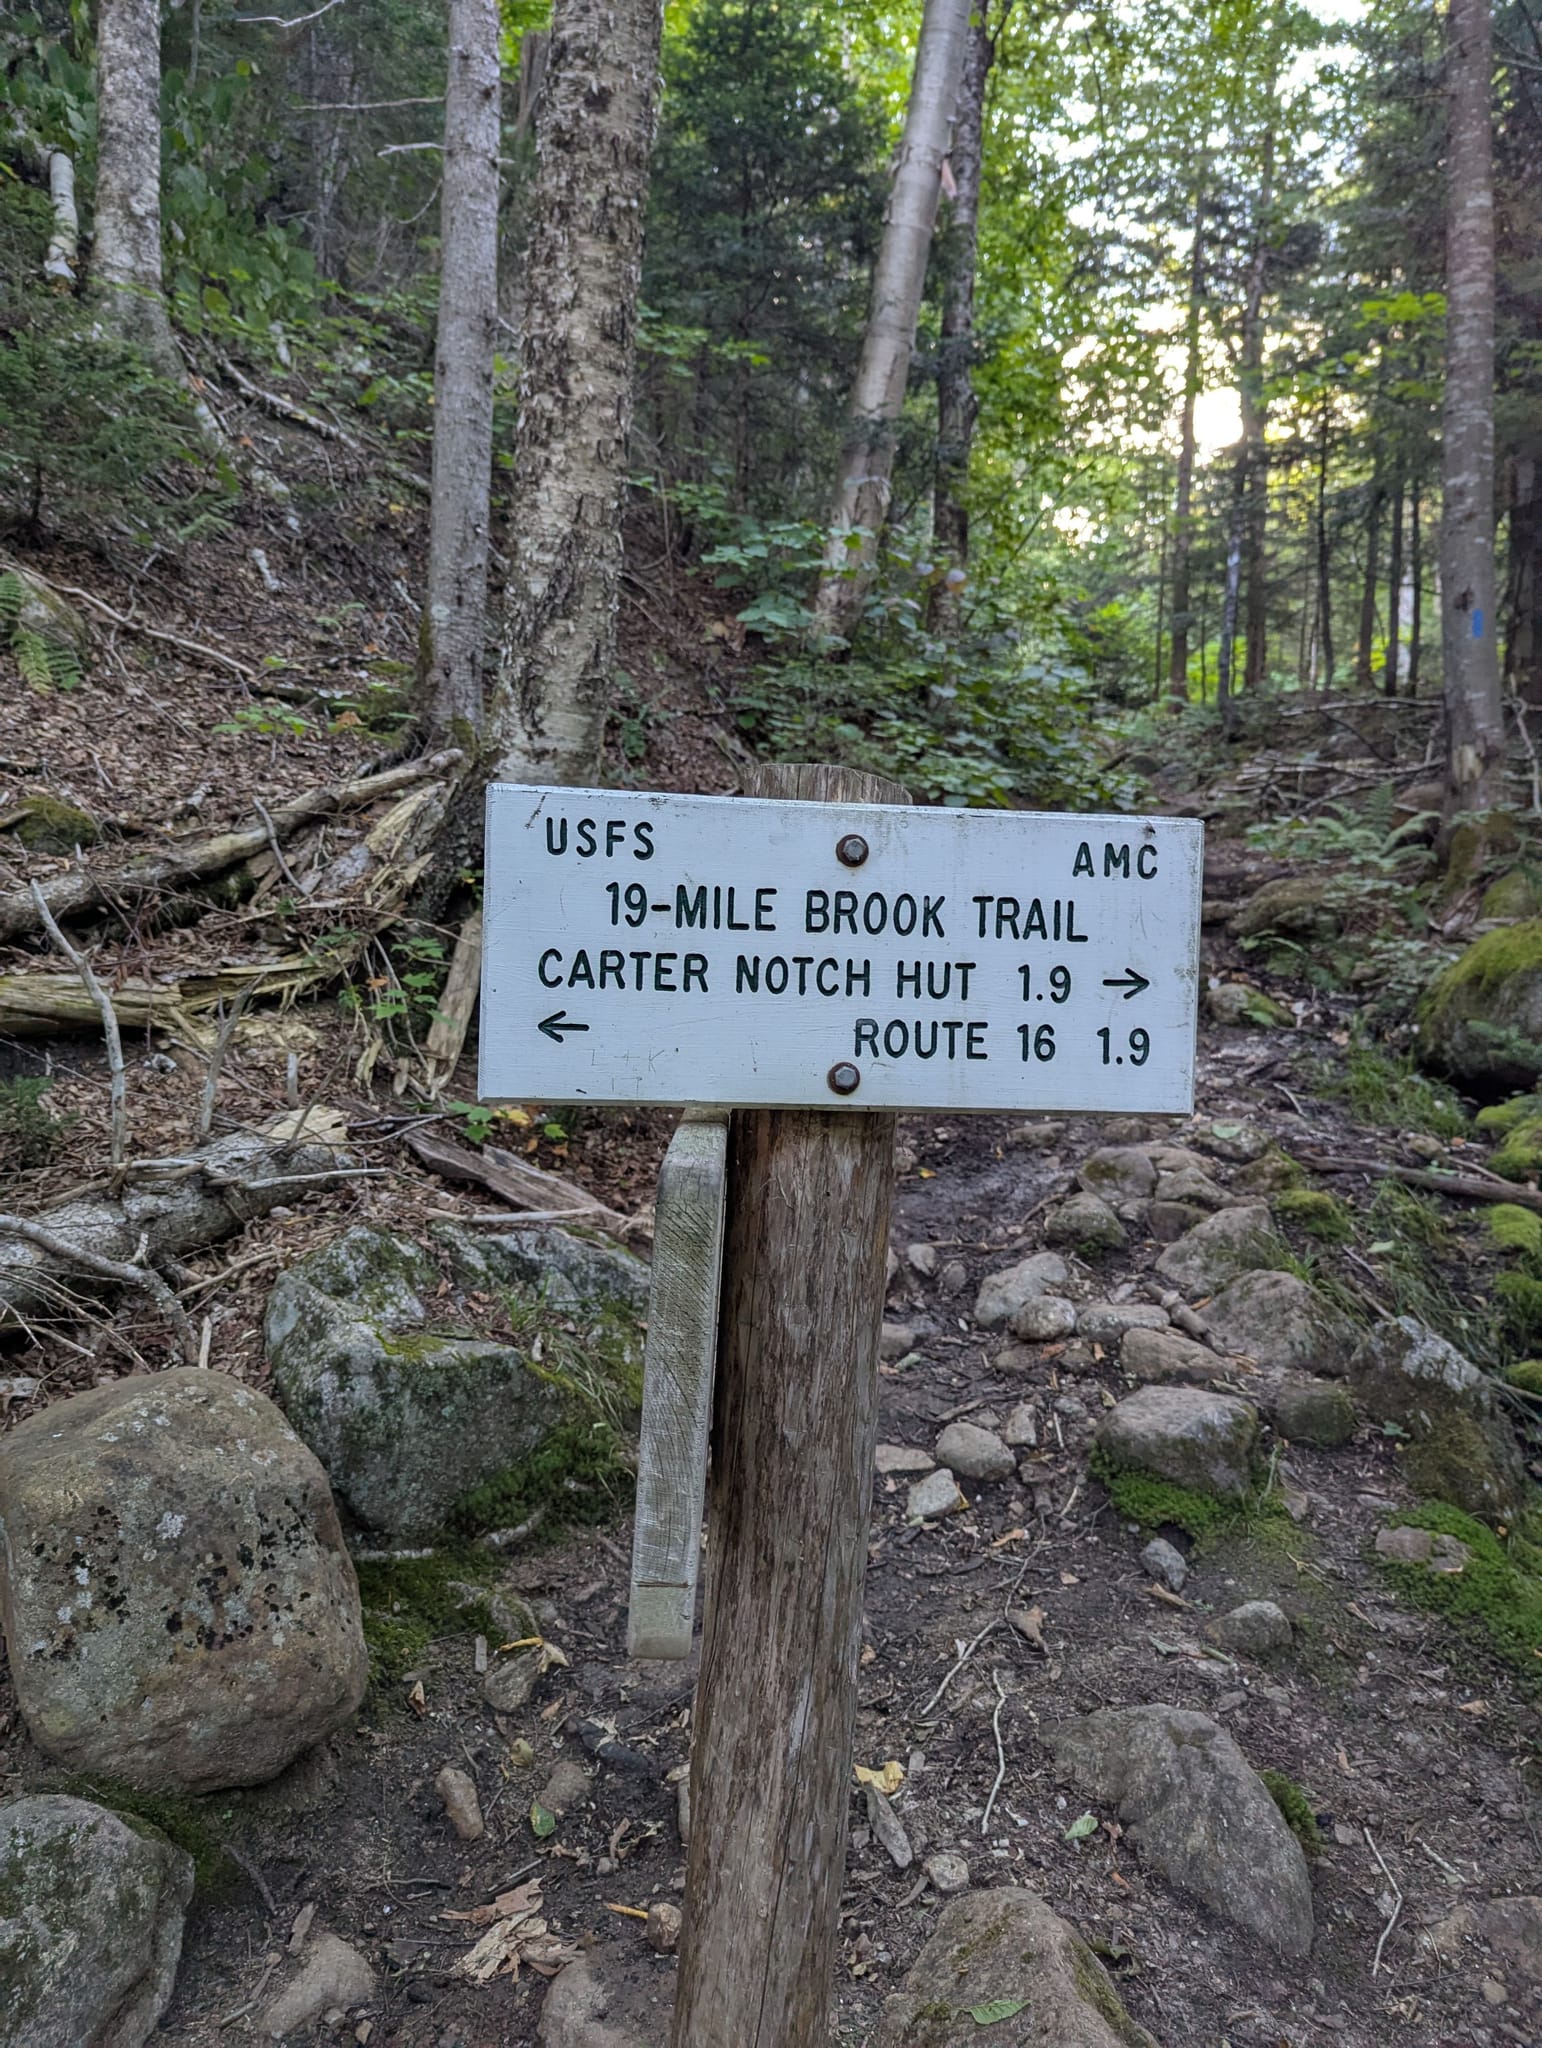 USFS AMC
19-MILE BROOK TRAIL
CARTER NOTCH HUT 1.9 →
← ROUTE 16 1.9
L+K